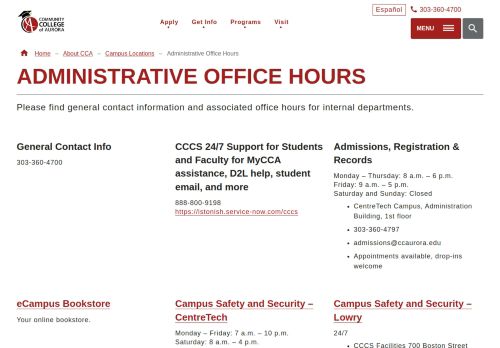 Español 303-360-4700
COMMUNITY
COLLEGE
of AURORA
Apply Get Info Programs Visit
MENU
Home – About CCA – Campus Locations – Administrative Office Hours
ADMINISTRATIVE OFFICE HOURS
Please find general contact information and associated office hours for internal departments.
General Contact Info
303-360-4700
CCCS 24/7 Support for Students
and Faculty for MyCCA
assistance, D2L help, student
email, and more
888-800-9198
https://istonish.service-now.com/cccs
Admissions, Registration &
Records
Monday – Thursday: 8 a.m. – 6 p.m.
Friday: 9 a.m. – 5 p.m.
Saturday and Sunday: Closed
• CentreTech Campus, Administration
Building, 1st floor
• 303-360-4797
• admissions@ccaurora.edu
• Appointments available, drop-ins
welcome
eCampus Bookstore
Your online bookstore.
Campus Safety and Security –
CentreTech
Monday – Friday: 7 a.m. – 10 p.m.
Saturday: 8 a.m. – 4 p.m.
Campus Safety and Security –
Lowry
24/7
• CCCS Facilities 700 Boston Street